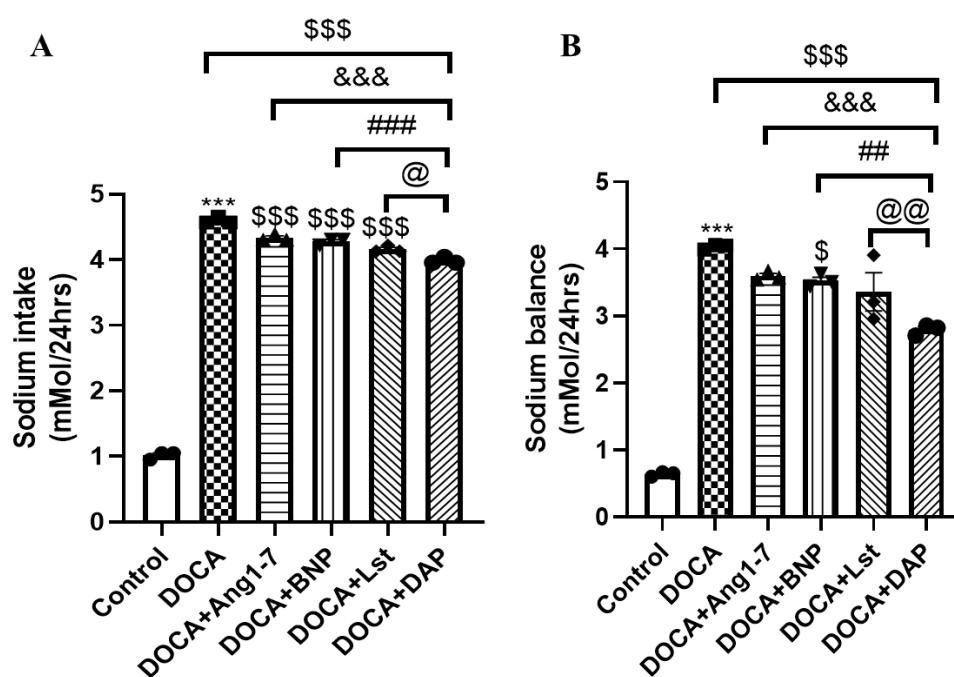 A
$$$
&&&
###
@
***
$$$
$$$
$$$
Sodium intake
(mMol/24hrs)
5
4
3
2
1
0
Control
DOCA
DOCA+Ang1-7
DOCA+BNP
DOCA+Lst
DOCA+DAP
B
$$$
&&&
##
@@
***
$
Sodium balance
(mMol/24hrs)
5
4
3
2
1
0
Control
DOCA
DOCA+Ang1-7
DOCA+BNP
DOCA+Lst
DOCA+DAP